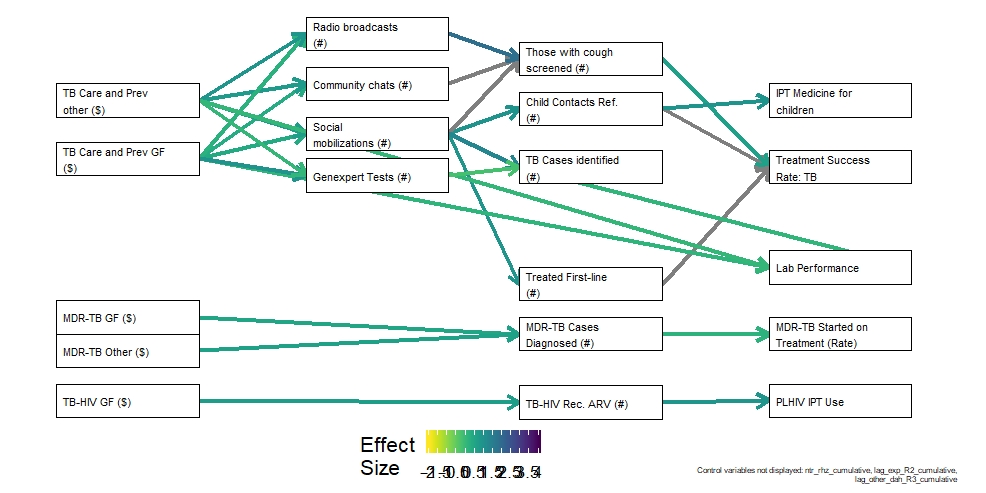 Radio broadcasts
(#)
Those with cough
screened (#)
Community chats (#)
TB Care and Prev
other ($)
Child Contacts Ref.
(#)
IPT Medicine for
children
Social
mobilizations (#)
TB Care and Prev GF
($)
Genexpert Tests (#)
TB Cases identified
(#)
Treatment Success
Rate: TB
Lab Performance
Treated First-line
(#)
MDR-TB GF ($)
MDR-TB Other ($)
MDR-TB Cases
Diagnosed (#)
MDR-TB Started on
Treatment (Rate)
TB-HIV GF ($)
TB-HIV Rec. ARV (#)
PLHIV IPT Use
Effect
Size
Control variables not displayed: ntr_rhz_cumulative, lag_exp_R2_cumulative,
lag_other_dah_R3_cumulative